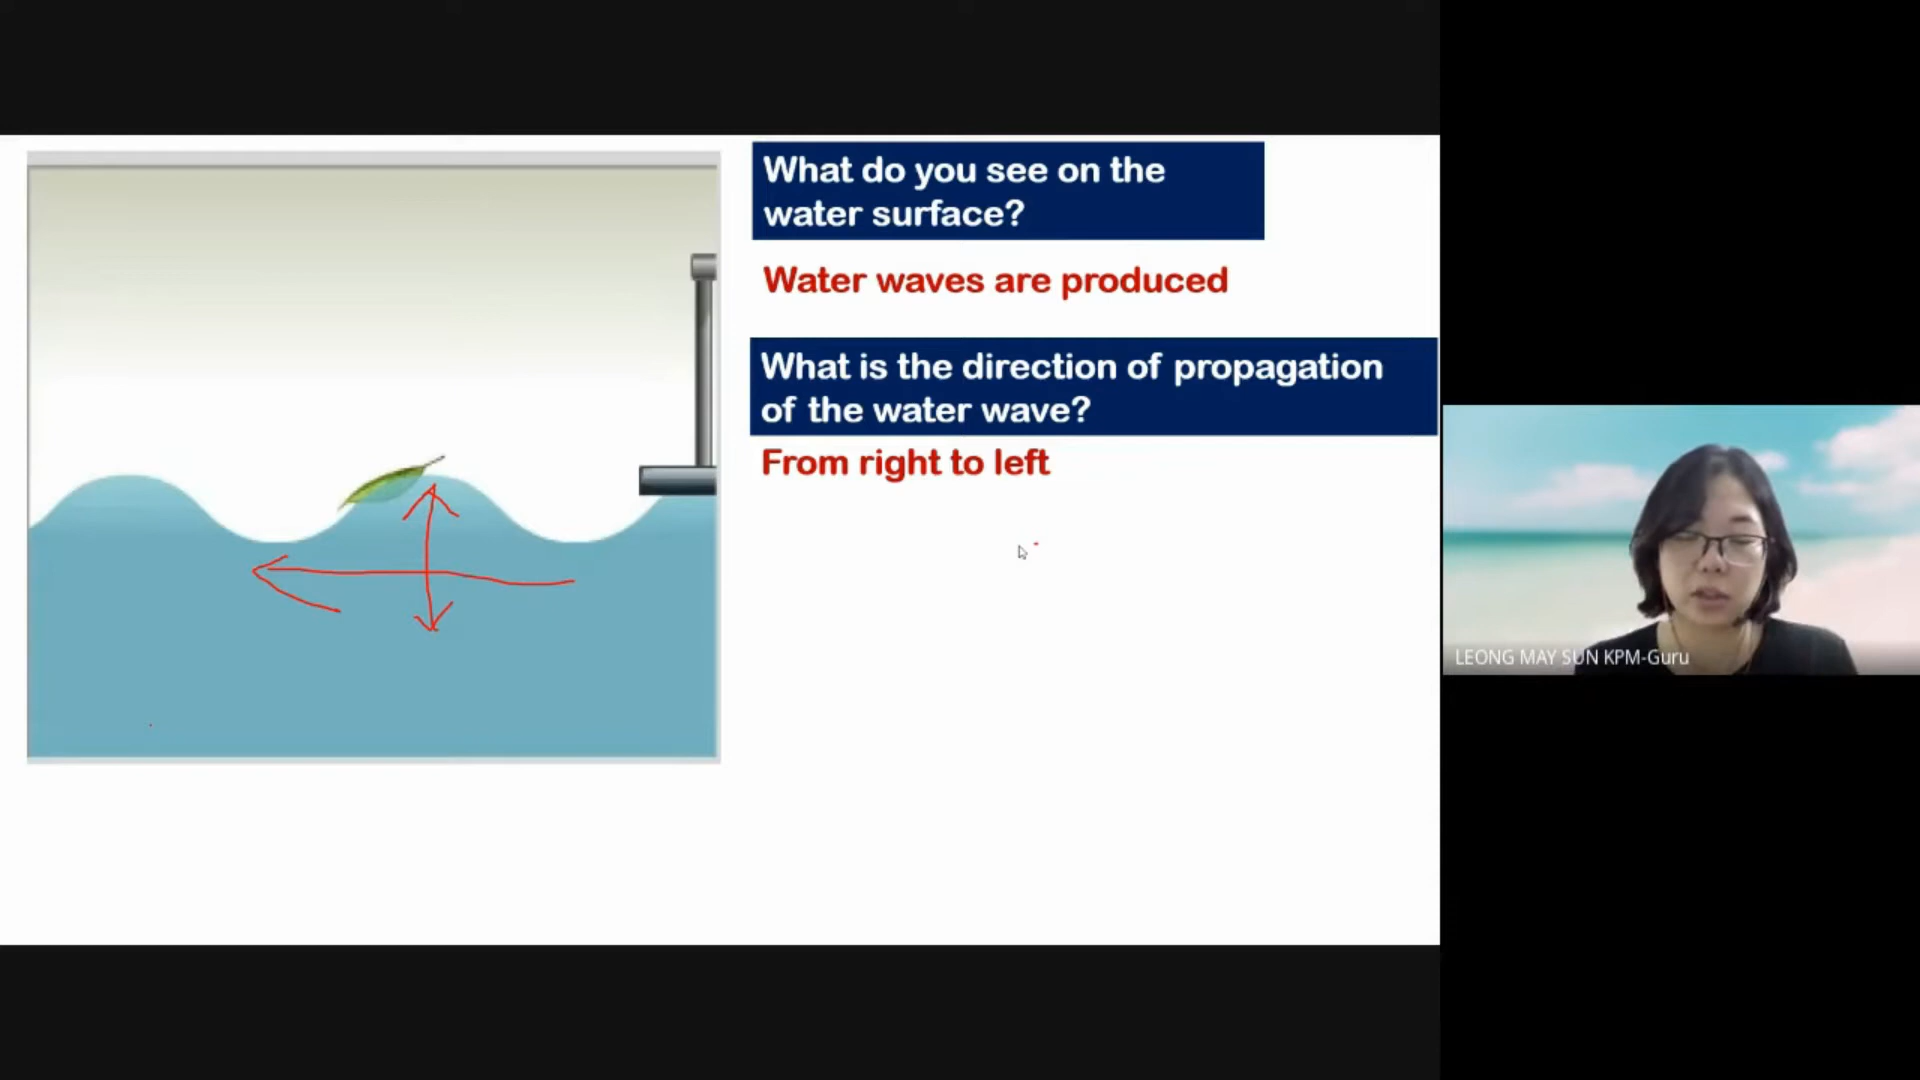 What do you see on the
water surface?
Water waves are produced
What is the direction of propagation
of the water wave?
From right to left
LEONG MAY SUN KPM-Guru